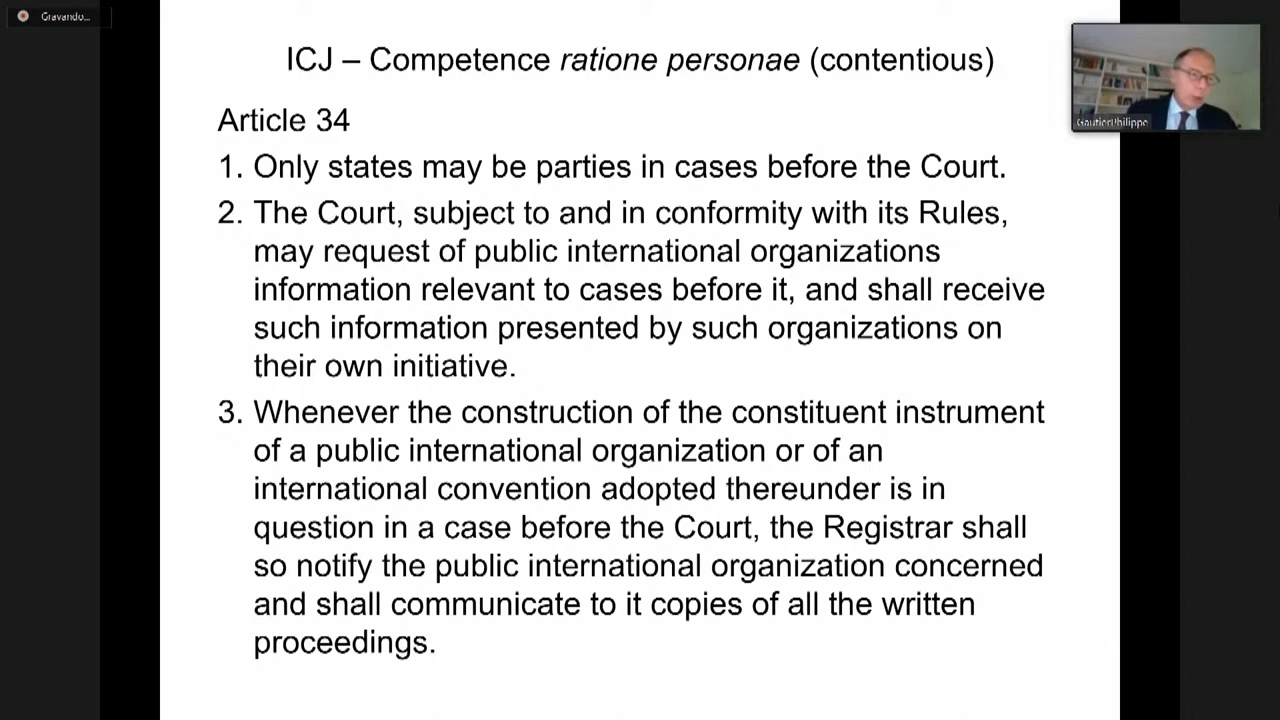 Gravando...
ICJ – Competence ratione personae (contentious)
GautierPhilippe
Article 34
1. Only states may be parties in cases before the Court.
2. The Court, subject to and in conformity with its Rules,
may request of public international organizations
information relevant to cases before it, and shall receive
such information presented by such organizations on
their own initiative.
3. Whenever the construction of the constituent instrument
of a public international organization or of an
international convention adopted thereunder is in
question in a case before the Court, the Registrar shall
so notify the public international organization concerned
and shall communicate to it copies of all the written
proceedings.